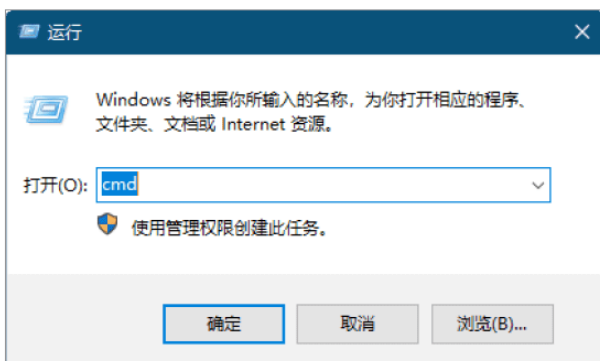 运行
Windows 将根据你所输入的名称，为你打开相应的程序、
文件夹、文档或 Internet 资源。
打开(O): cmd
使用管理权限创建此任务。
确定 取消 浏览(B)...